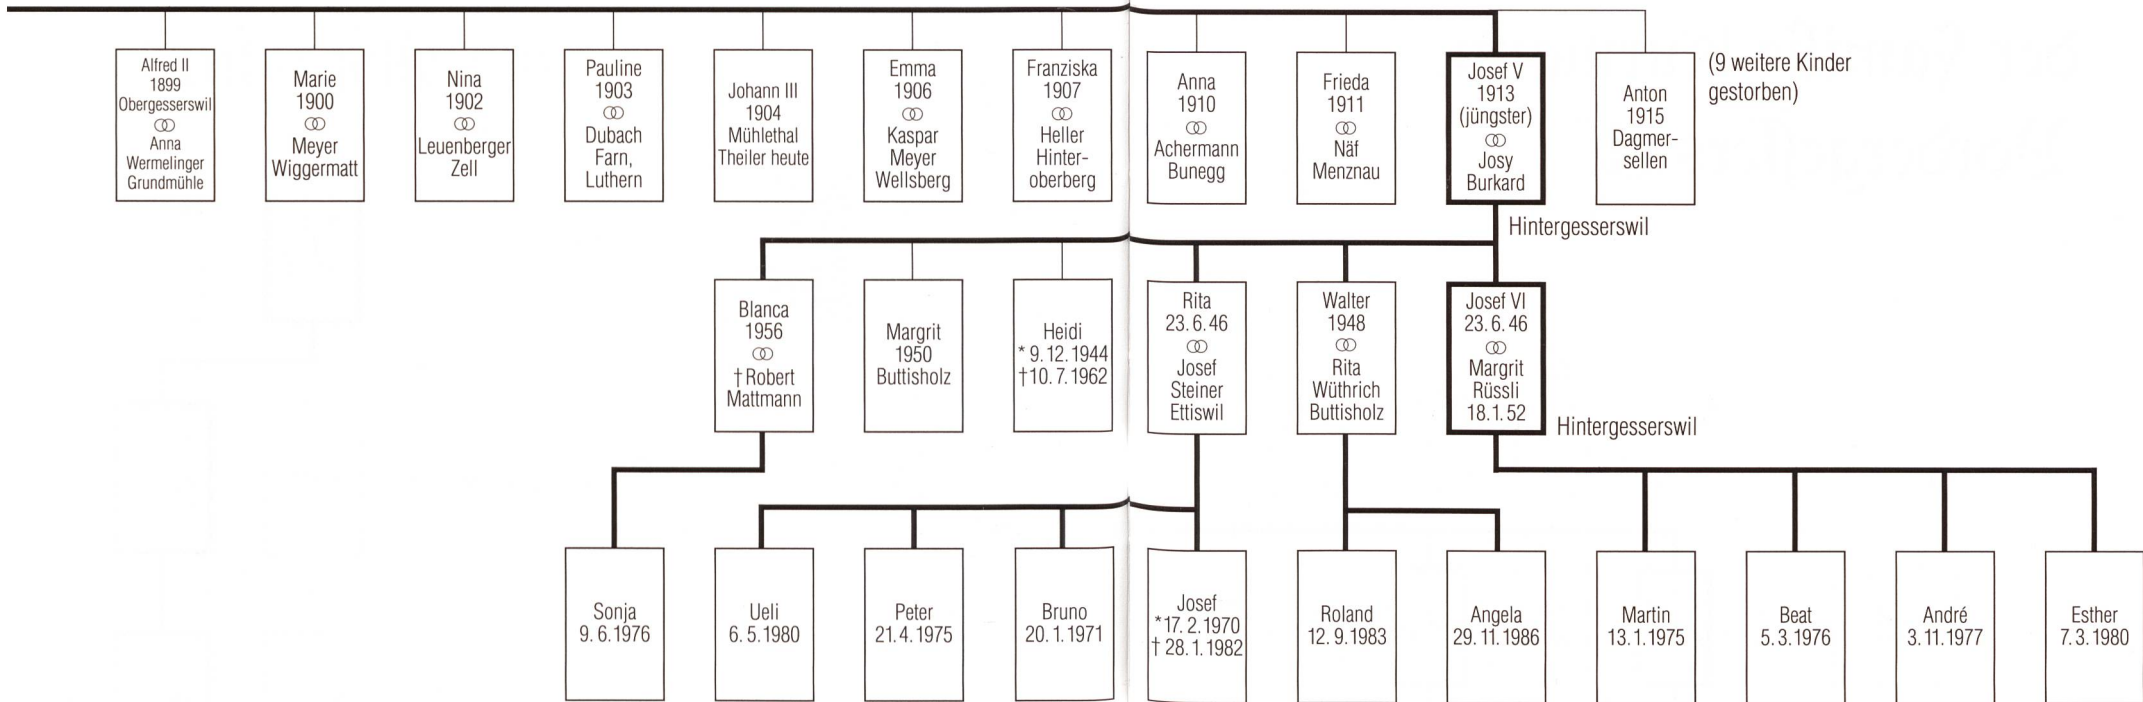 Alfred II
1899
Obergesserswil
Anna
Wermelinger
Grundmühle
Marie
1900
Meyer
Wiggermatt
Nina
1902
Leuenberger
Zell
Pauline
1903
Dubach
Farn,
Luthern
Johann III
1904
Mühlethal
Theiler heute
Emma
1906
Kaspar
Meyer
Wellsberg
Franziska
1907
Heller
Hinter-
oberberg
Anna
1910
Achermann
Bunegg
Frieda
1911
Näf
Menznau
Josef V
1913
(jüngster)
Josy
Burkard
Anton
1915
Dagmer-
sellen
(9 weitere Kinder
gestorben)
Hintergesserswil
Blanca
1956
† Robert
Mattmann
Margrit
1950
Buttisholz
Heidi
* 9.12.1944
† 10.7.1962
Rita
23.6.46
Josef
Steiner
Ettiswil
Walter
1948
Rita
Wüthrich
Buttisholz
Josef VI
23.6.46
Margrit
Rüssli
18.1.52
Hintergesserswil
Sonja
9.6.1976
Ueli
6.5.1980
Peter
21.4.1975
Bruno
20.1.1971
Josef
*17.2.1970
† 28.1.1982
Roland
12.9.1983
Angela
29.11.1986
Martin
13.1.1975
Beat
5.3.1976
André
3.11.1977
Esther
7.3.1980